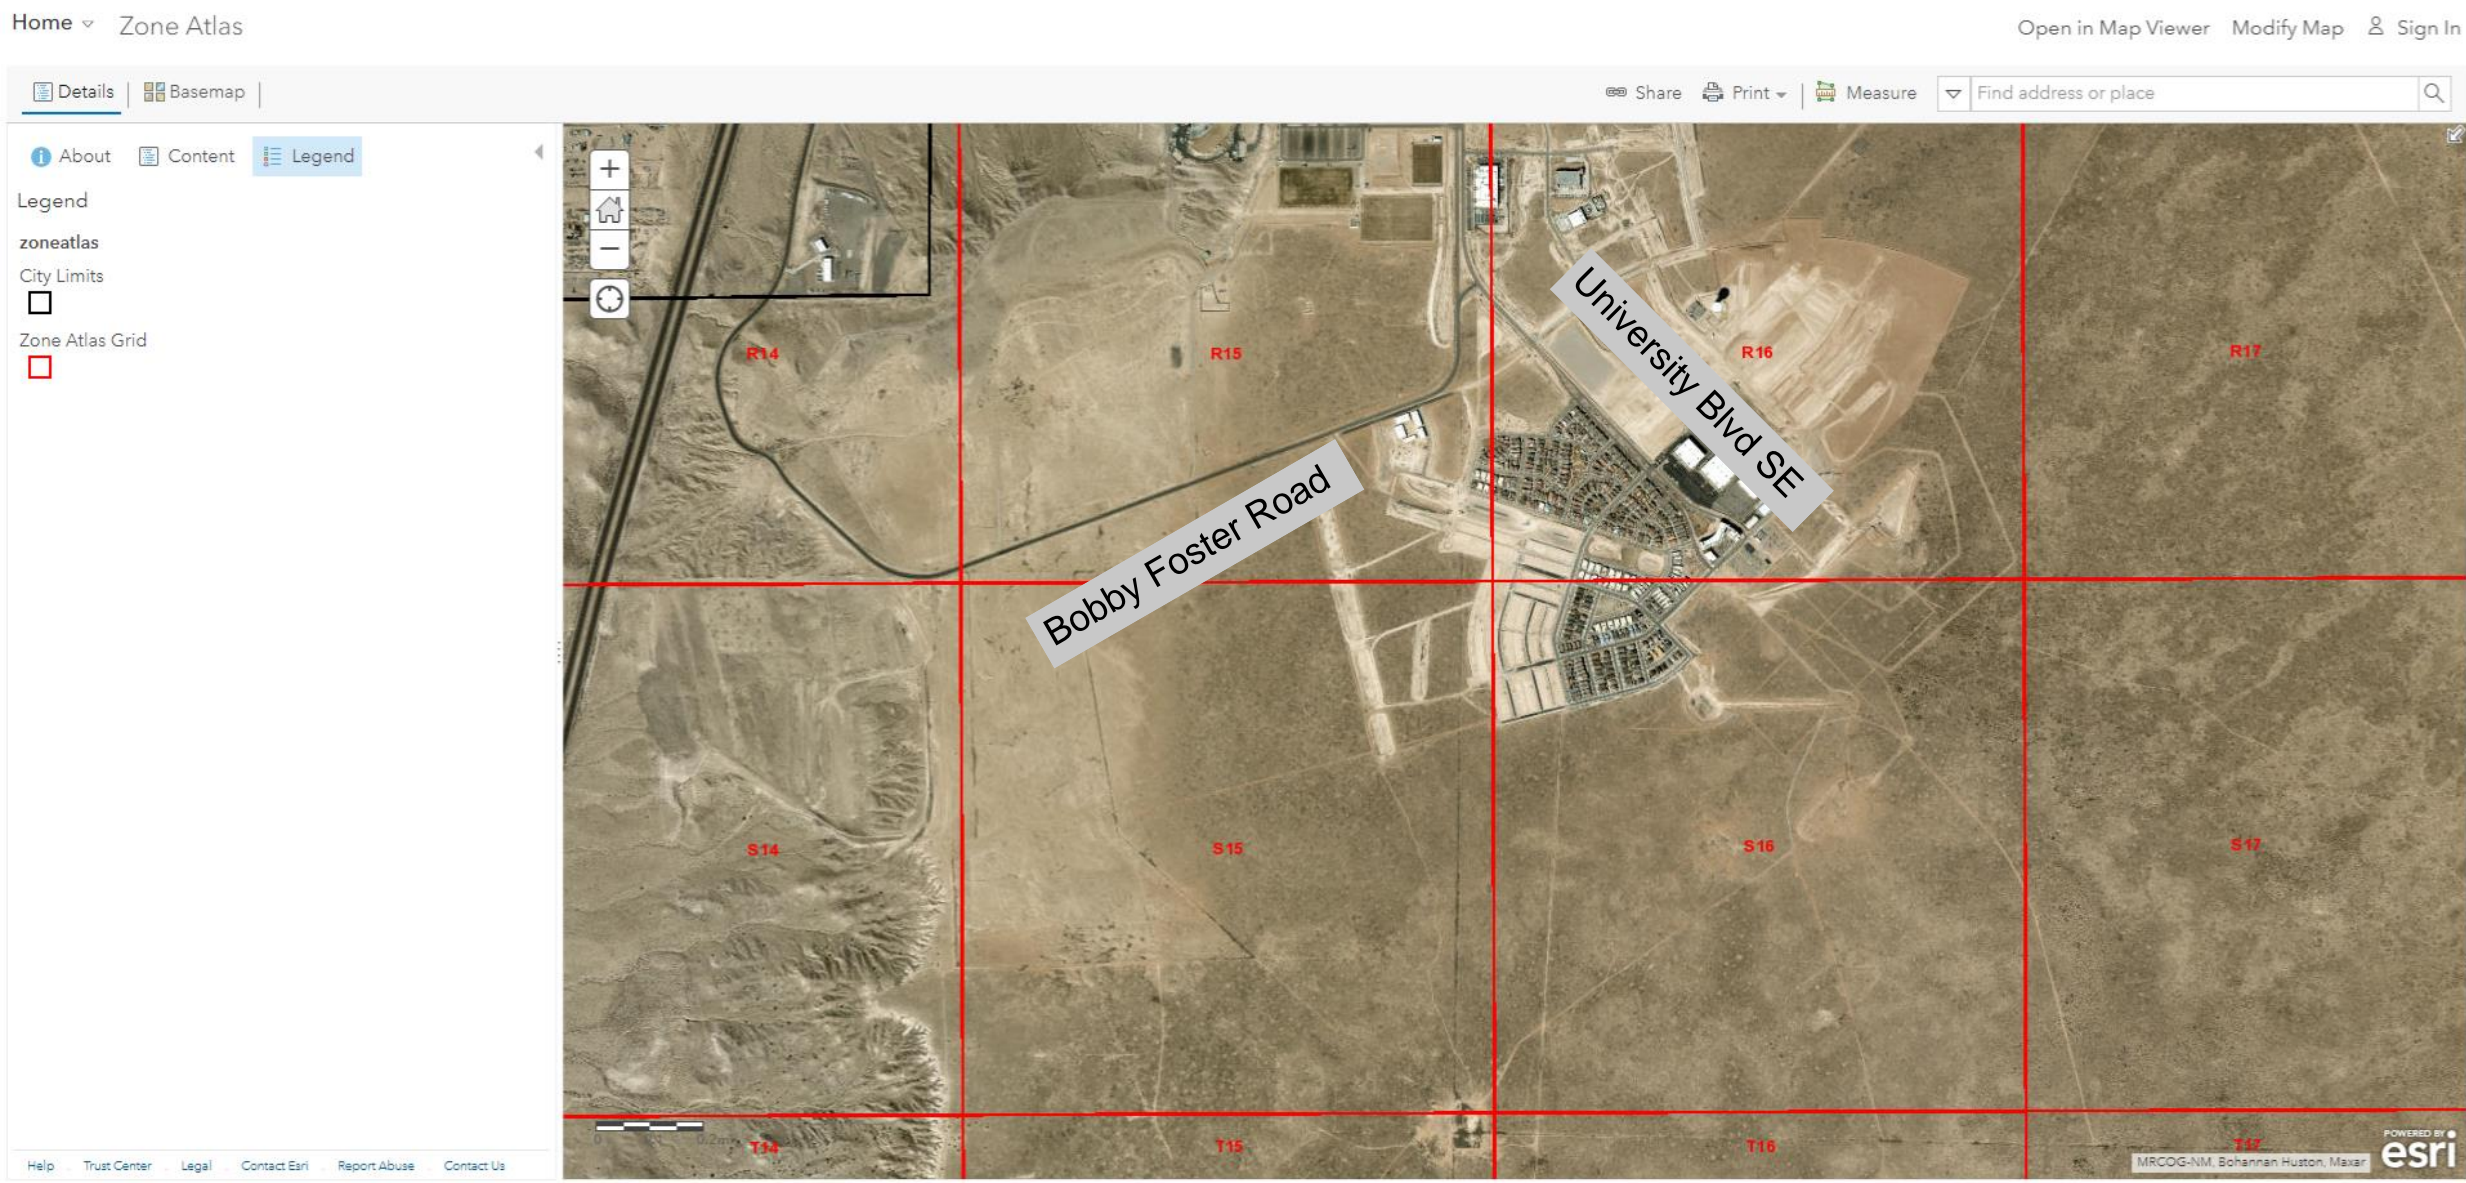 Home Zone Atlas
Open in Map Viewer Modify Map Sign In
Details Basemap
Share Print Measure Find address or place
About Content Legend
Legend
zoneatlas
City Limits
Zone Atlas Grid
R14 R15 R16 R17
University Blvd SE
Bobby Foster Road
S14 S15 S16 S17
T14 T15 T16 T17
0.2mi
MRCOG-NM, Bohannan Huston, Maxar
POWERED BY
esri
Help Trust Center Legal Contact Esri Report Abuse Contact Us